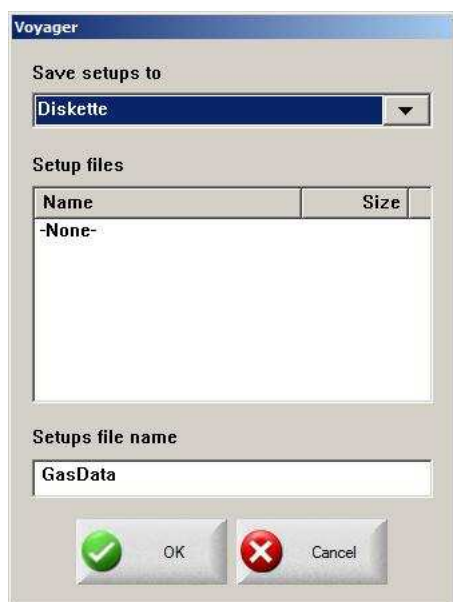 Voyager
Save setups to
Diskette
Setup files
Name Size
-None-
Setups file name
GasData
OK Cancel